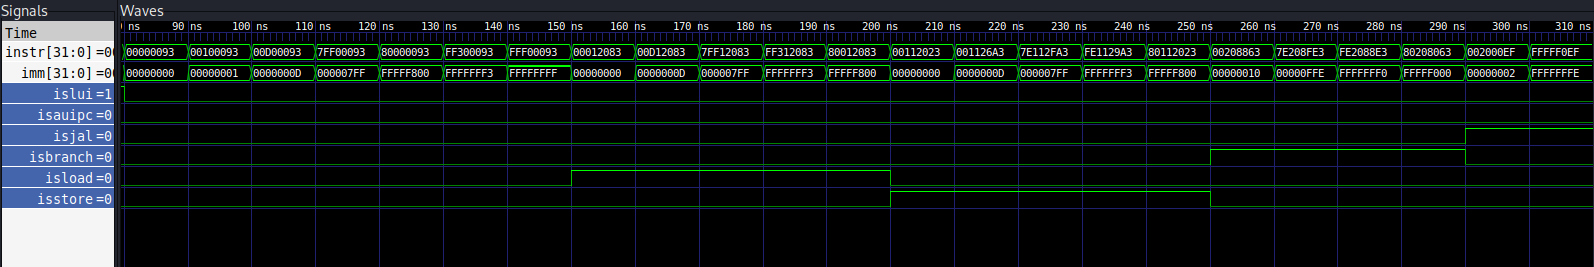 Signals Waves
Time ns 90 ns 100 ns 110 ns 120 ns 130 ns 140 ns 150 ns 160 ns 170 ns 180 ns 190 ns 200 ns 210 ns 220 ns 230 ns 240 ns 250 ns 260 ns 270 ns 280 ns 290 ns 300 ns 310 ns
instr[31:0] =00 00000093 00100093 00D00093 7FF00093 80000093 FF300093 FFF00093 00012083 00D12083 7FF12083 FF312083 80012083 00112023 001126A3 7E112FA3 FE1129A3 80112023 00208863 7E208FE3 FE2088E3 80208063 002000EF FFFFF0EF
imm[31:0] =00 00000000 00000001 0000000D 000007FF FFFFF800 FFFFFFF3 FFFFFFFF 00000000 0000000D 000007FF FFFFFFF3 FFFFF800 00000000 0000000D 000007FF FFFFFFF3 FFFFF800 00000010 00000FFE FFFFFFF0 FFFFF000 00000002 FFFFFFFE
islui =1
isauipc =0
isjal =0
isbranch =0
isload =0
isstore =0